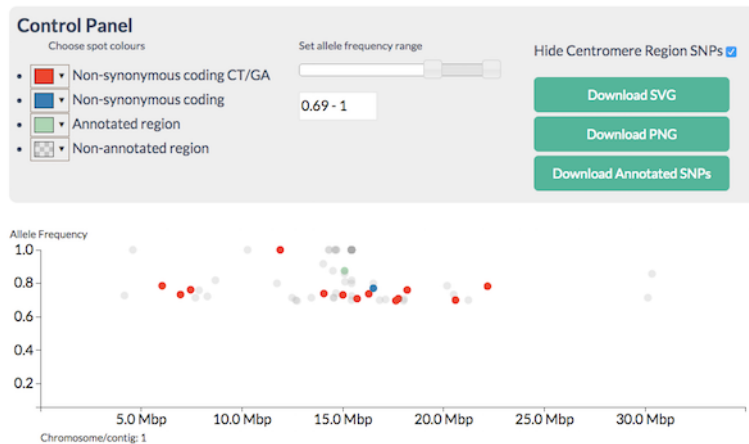 Control Panel
Choose spot colours
Non-synonymous coding CT/GA
Non-synonymous coding
Annotated region
Non-annotated region
Set allele frequency range
0.69 - 1
Hide Centromere Region SNPs
Download SVG
Download PNG
Download Annotated SNPs
Allele Frequency
1.0
0.8
0.6
0.4
0.2
5.0 Mbp 10.0 Mbp 15.0 Mbp 20.0 Mbp 25.0 Mbp 30.0 Mbp
Chromosome/contig: 1